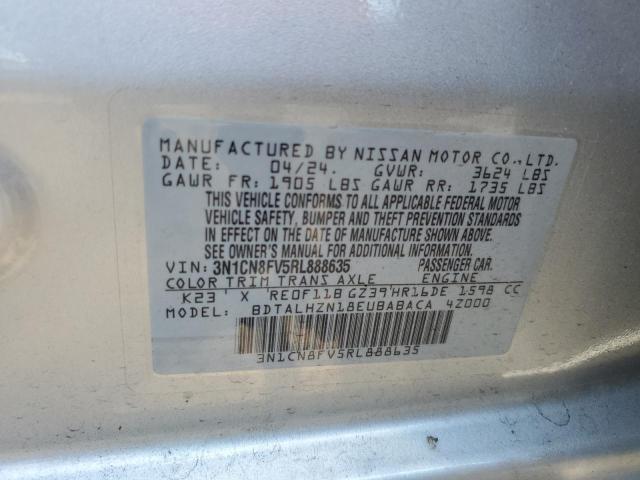 MANUFACTURED BY NISSAN MOTOR CO., LTD.
DATE: 04/24. GVWR: 3624 LBS
GAWR FR: 1905 LBS GAWR RR: 1735 LBS
THIS VEHICLE CONFORMS TO ALL APPLICABLE FEDERAL MOTOR
VEHICLE SAFETY, BUMPER AND THEFT PREVENTION STANDARDS
IN EFFECT ON THE DATE OF MANUFACTURE SHOWN ABOVE.
SEE OWNER'S MANUAL FOR ADDITIONAL INFORMATION.
VIN: 3N1CN8FV5RL888635 PASSENGER CAR.
COLOR TRIM TRANS AXLE ENGINE
K23 X RE0F11B GZ39 HR16DE 1598 CC
BDTALHZN18EUBABACA 4Z000
3N1CN8FV5RL888635